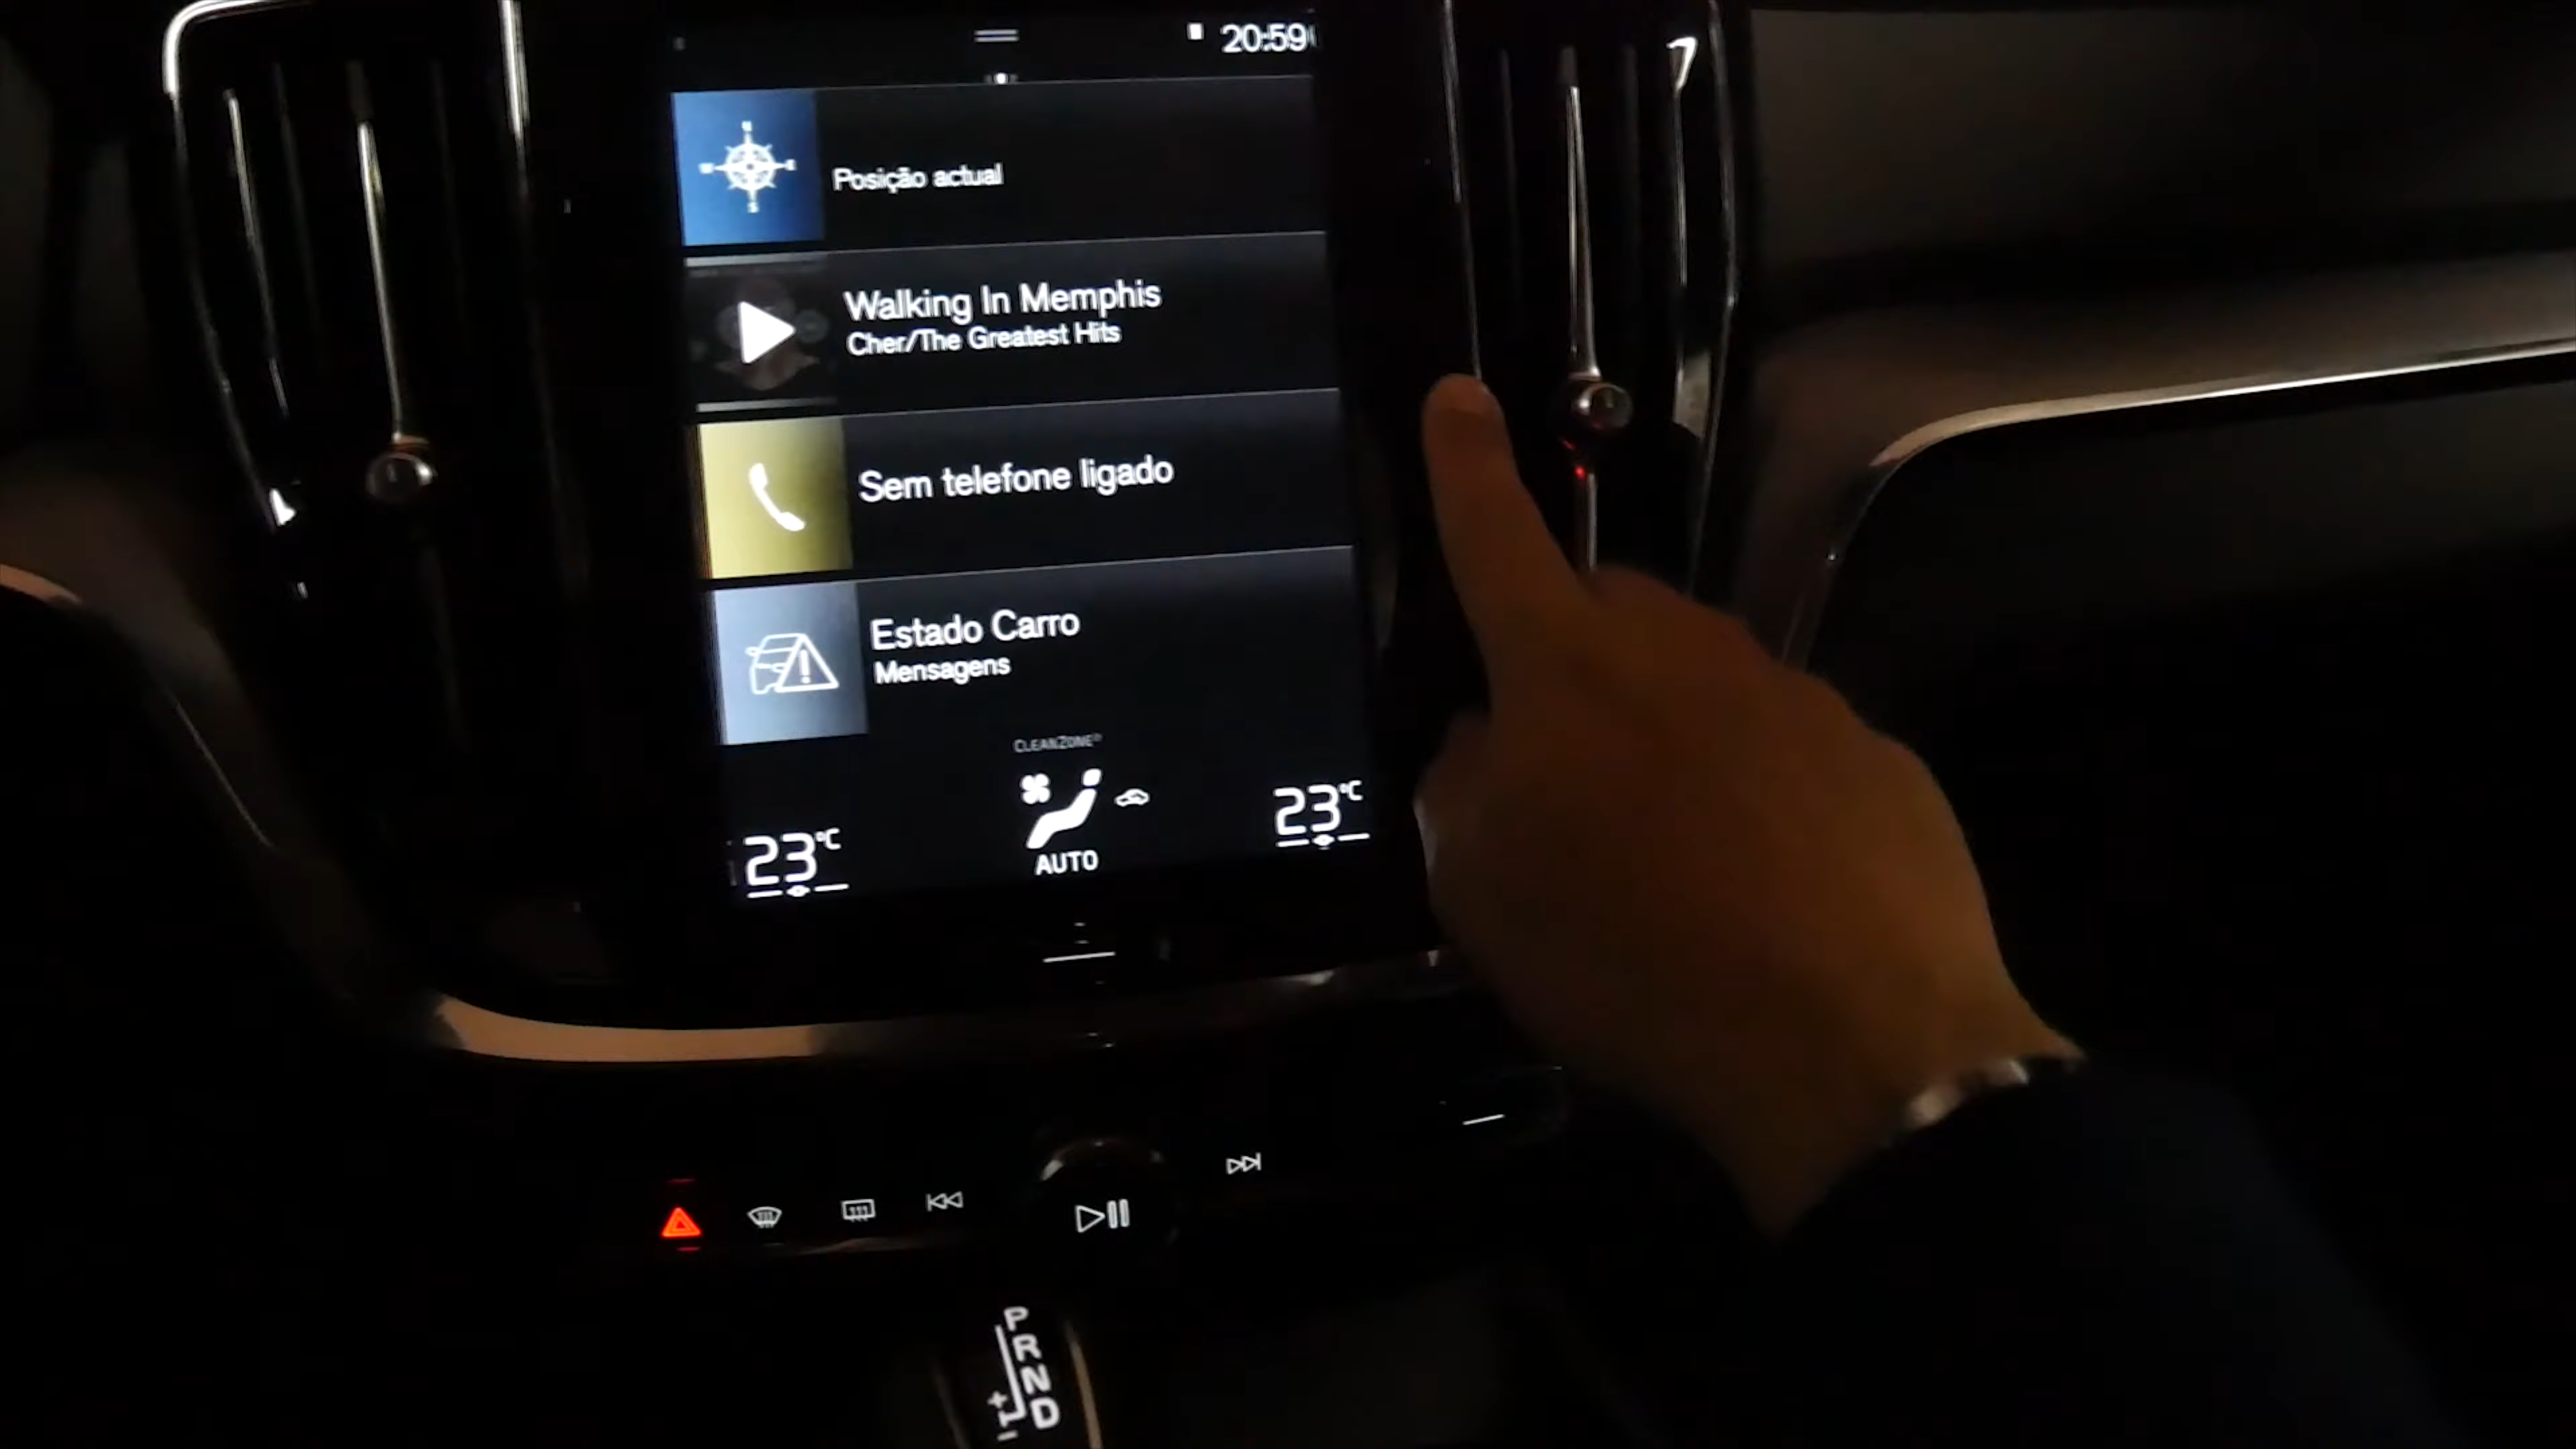 20:59
Posição actual
Walking In Memphis
Cher/The Greatest Hits
Sem telefone ligado
Estado Carro
Mensagens
CLEANZONE
23°C
AUTO
23°C
P
R
N
D
+
-